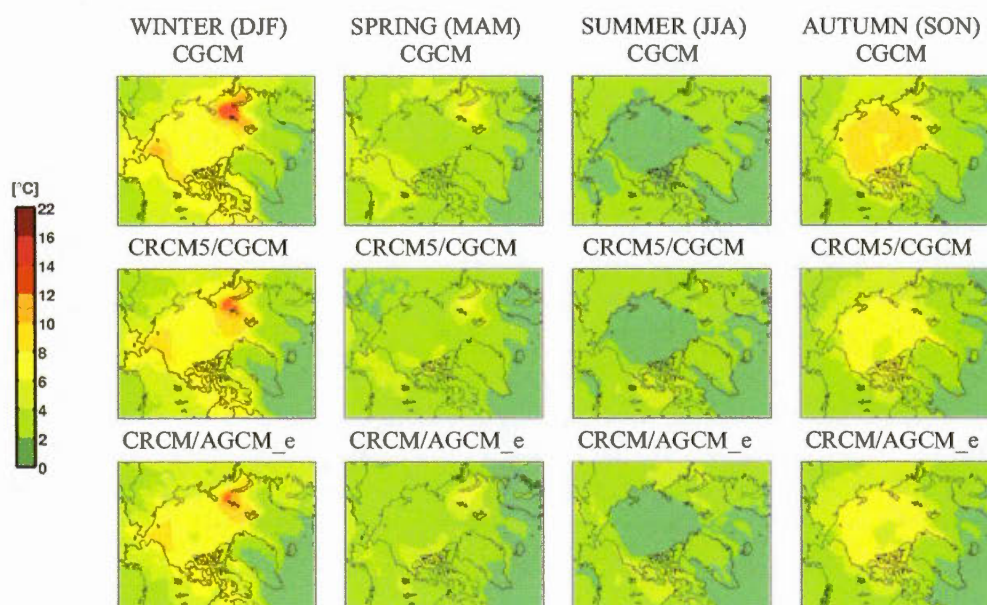 WINTER (DJF) SPRING (MAM) SUMMER (JJA) AUTUMN (SON)
CGCM CGCM CGCM CGCM
[°C]
22
16
14
12
10
8
6
4
2
0
CRCM5/CGCM CRCM5/CGCM CRCM5/CGCM CRCM5/CGCM
CRCM/AGCM_e CRCM/AGCM_e CRCM/AGCM_e CRCM/AGCM_e